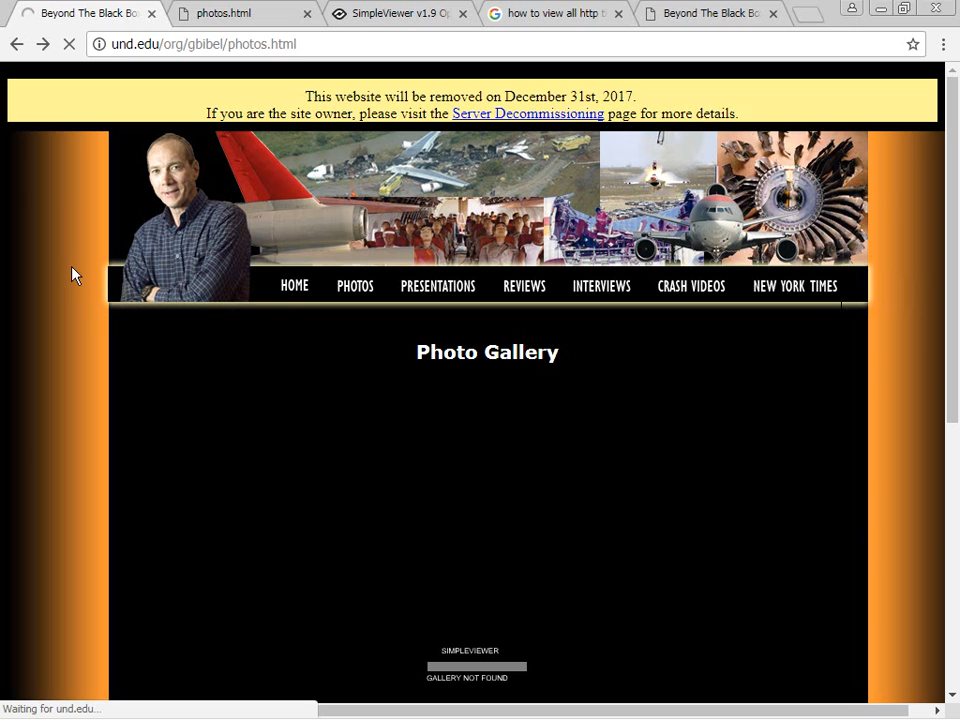 Beyond The Black Bo
photos.html
SimpleViewer v1.9 Op
how to view all http t
Beyond The Black Bo
und.edu/org/gbibel/photos.html
This website will be removed on December 31st, 2017.
If you are the site owner, please visit the Server Decommissioning page for more details.
HOME PHOTOS PRESENTATIONS REVIEWS INTERVIEWS CRASH VIDEOS NEW YORK TIMES
Photo Gallery
SIMPLEVIEWER
GALLERY NOT FOUND
Waiting for und.edu...